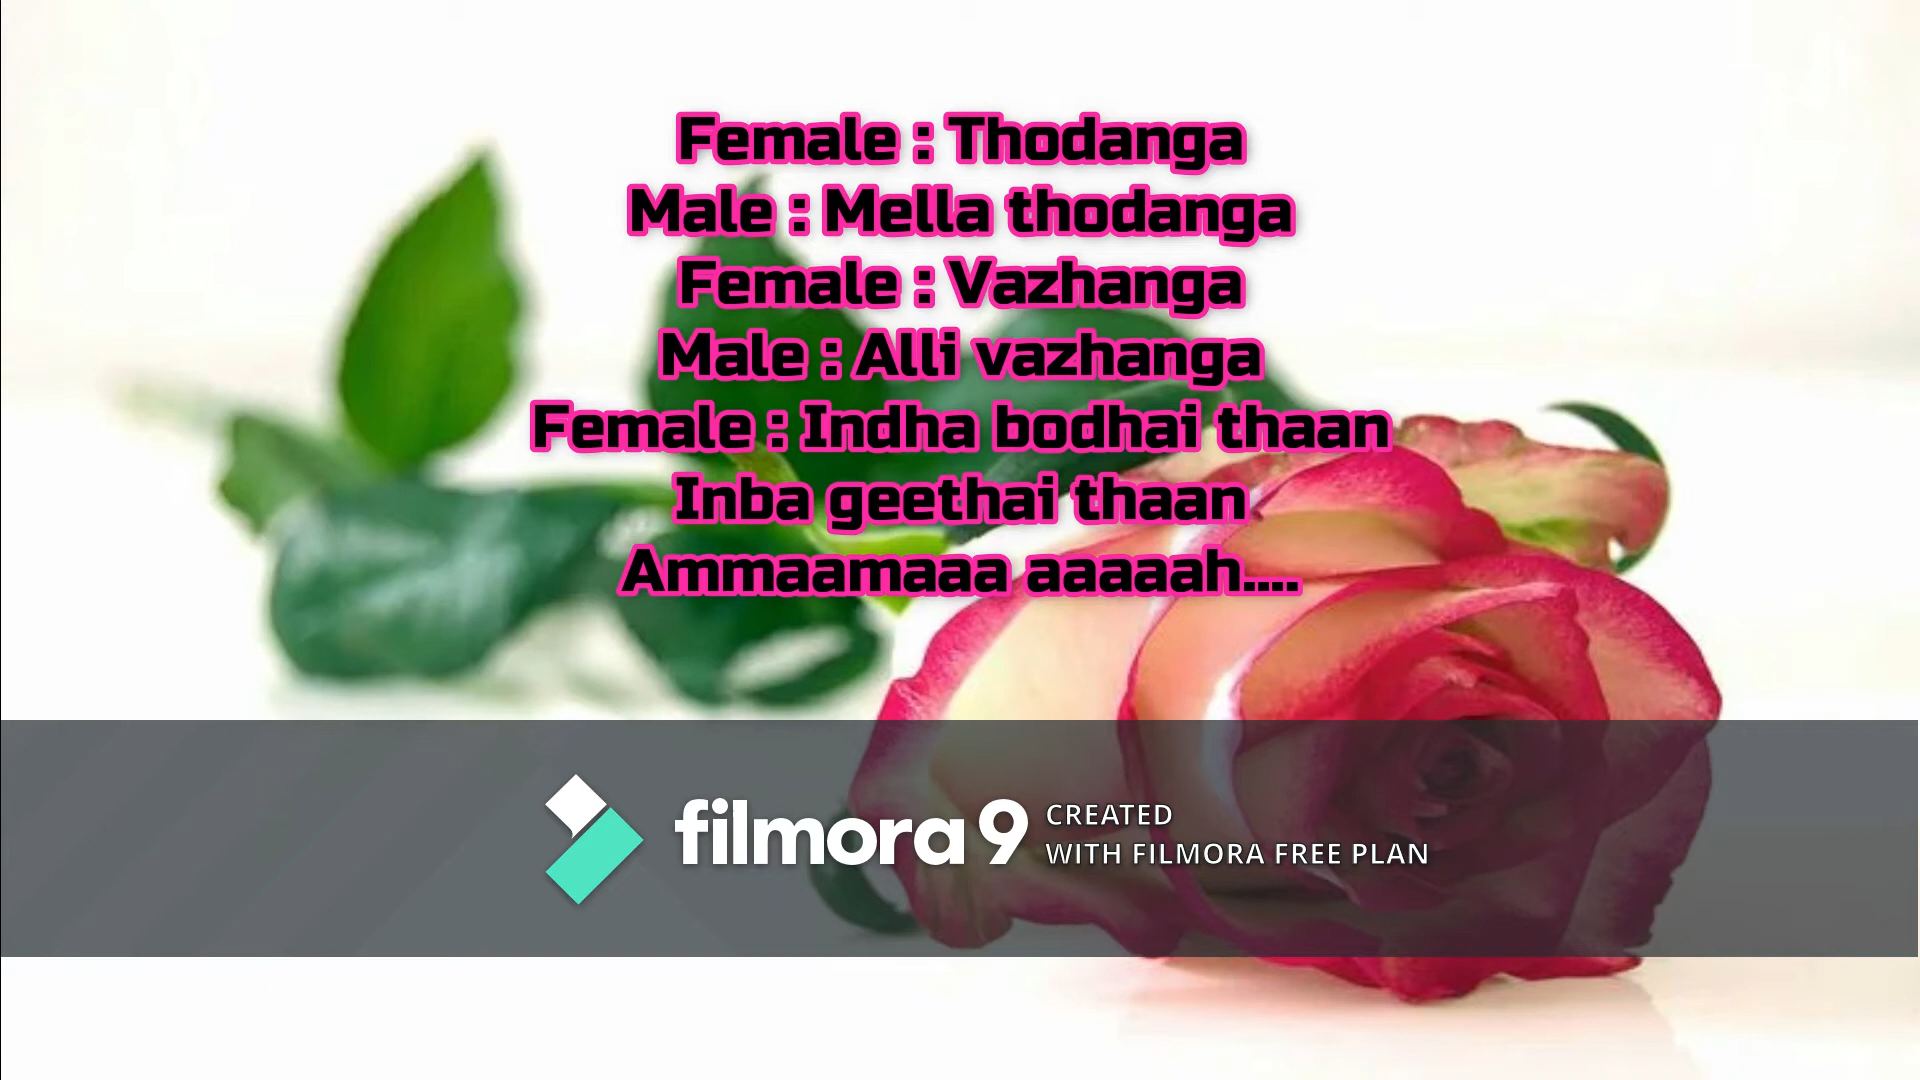 Female : Thodanga
Male : Mella thodanga
Female : Vazhanga
Male : Alli vazhanga
Female : Indha bodhai thaan
Inba geethai thaan
Ammaamaaa aaaaah....
filmora 9
CREATED
WITH FILMORA FREE PLAN